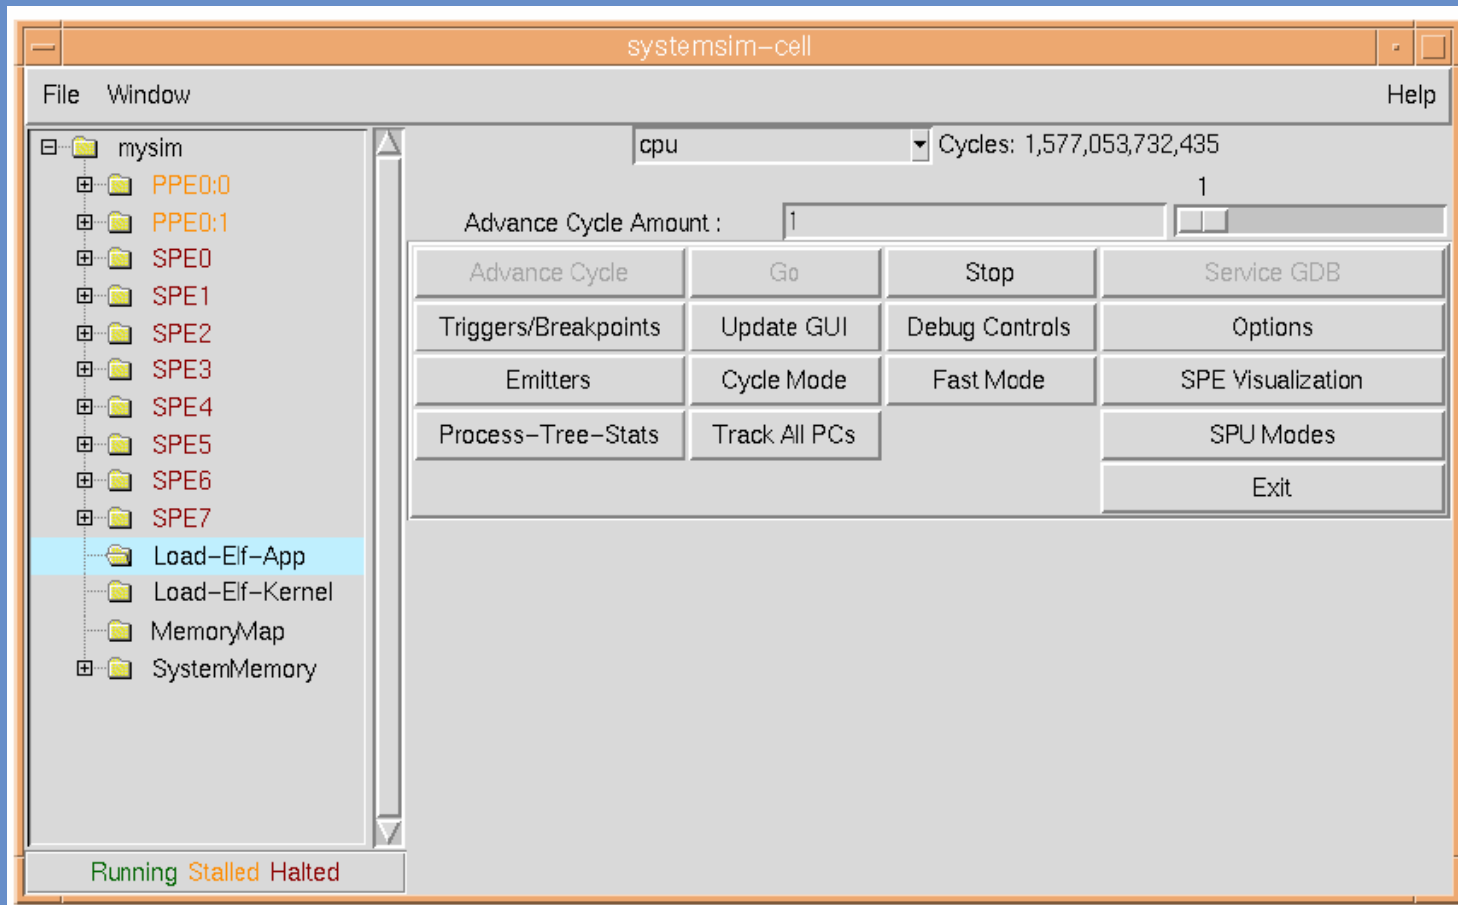 systemsim-cell
File Window Help
mysim
PPE0:0
PPE0:1
SPE0
SPE1
SPE2
SPE3
SPE4
SPE5
SPE6
SPE7
Load-Elf-App
Load-Elf-Kernel
MemoryMap
SystemMemory
Running Stalled Halted
cpu Cycles: 1,577,053,732,435
1
Advance Cycle Amount : 1
Advance Cycle Go Stop Service GDB
Triggers/Breakpoints Update GUI Debug Controls Options
Emitters Cycle Mode Fast Mode SPE Visualization
Process-Tree-Stats Track All PCs SPU Modes
Exit